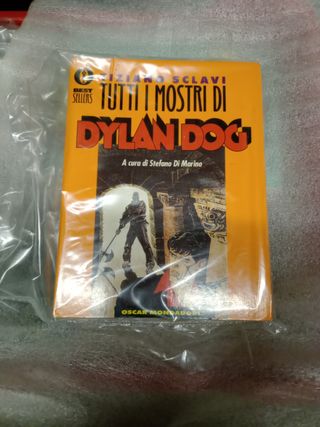 TIZIANO SCLAVI
BEST
SELLERS
TUTTI I MOSTRI DI
DYLAN DOG
A cura di Stefano Di Marino
OSCAR MONDADORI